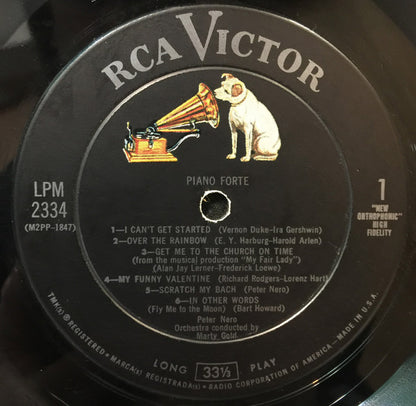 RCA VICTOR
PIANO FORTE
LPM
2334
(M2PP-1847)
1
"NEW
ORTHOPHONIC"
HIGH
FIDELITY
1—I CAN'T GET STARTED (Vernon Duke-Ira Gershwin)
2—OVER THE RAINBOW (E. Y. Harburg-Harold Arlen)
3—GET ME TO THE CHURCH ON TIME
(from the musical production "My Fair Lady")
(Alan Jay Lerner-Frederick Loewe)
4—MY FUNNY VALENTINE (Richard Rodgers-Lorenz Hart)
5—SCRATCH MY BACH (Peter Nero)
6—IN OTHER WORDS
(Fly Me to the Moon) (Bart Howard)
Peter Nero
Orchestra conducted by
Marty Gold
LONG 33⅓ PLAY
TMK(s) ® REGISTERED • MARCA(s) REGISTRADA(s) • RADIO CORPORATION OF AMERICA—MADE IN U.S.A.